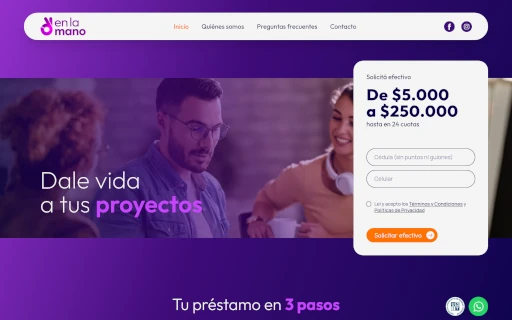 en la
mano
Inicio
Quiénes somos
Preguntas frecuentes
Contacto
Solicitá efectivo
De $5.000
a $250.000
hasta en 24 cuotas
Cédula (sin puntos ni guiones)
Célular
Leí y acepto los Términos y Condiciones y
Políticas de Privacidad
Solicitar efectivo
Dale vida
a tus proyectos
Tu préstamo en 3 pasos